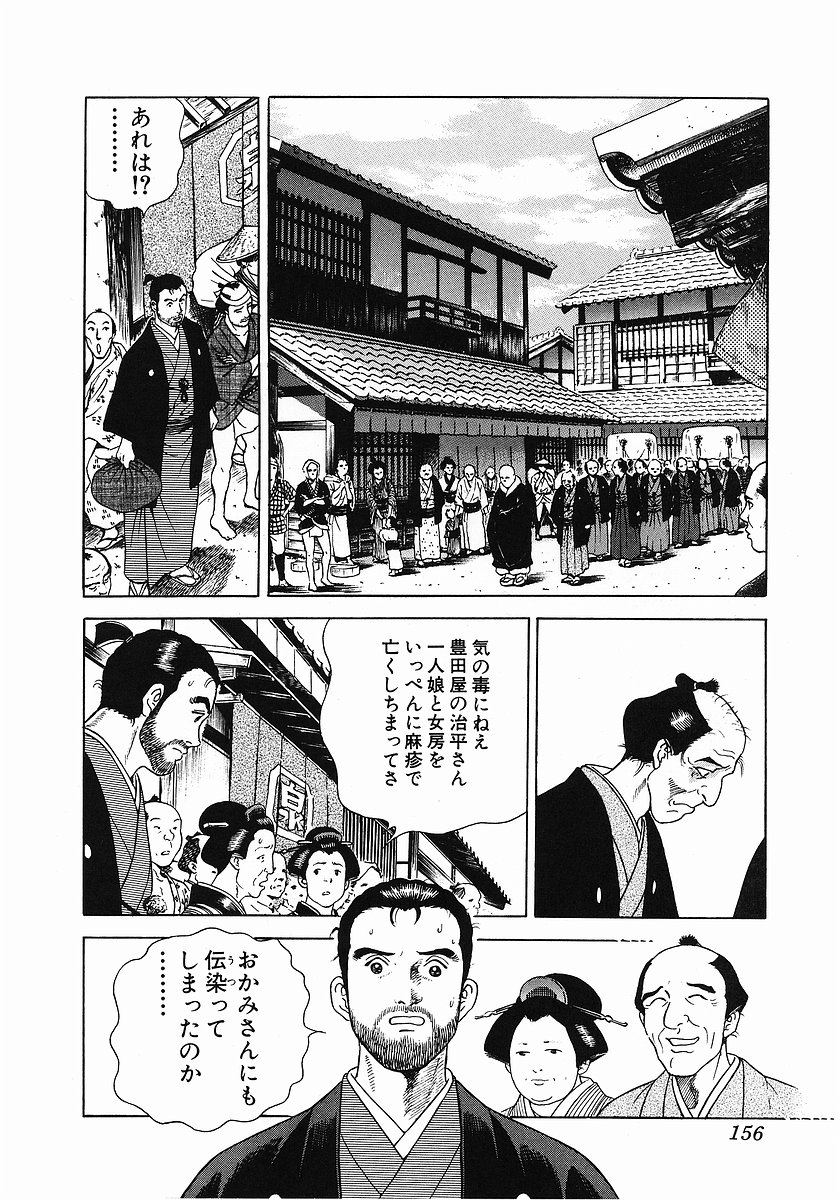 あれは!?
………
気の毒にねえ
豊田屋の治平さん
一人娘と女房を
いっぺんに麻疹で
亡くしちまってさ
おかみさんにも
伝染って
うつ
しまったのか
………
156